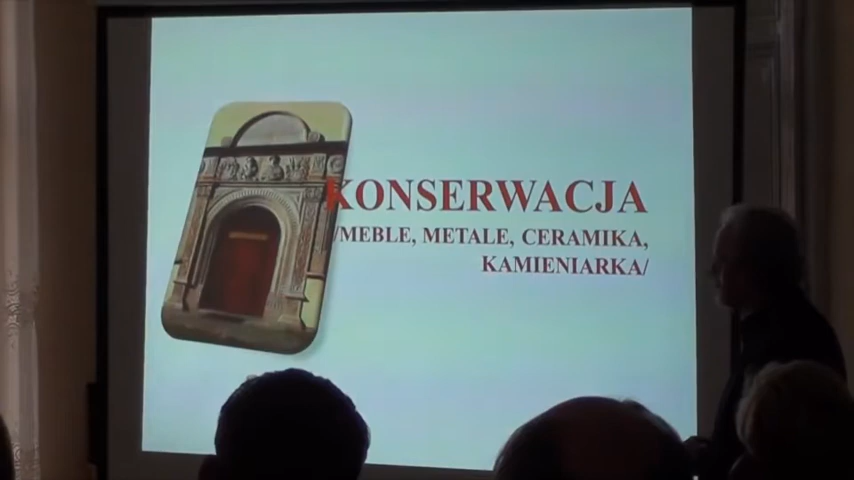 KONSERWACJA
/MEBLE, METALE, CERAMIKA,
KAMIENIARKA/